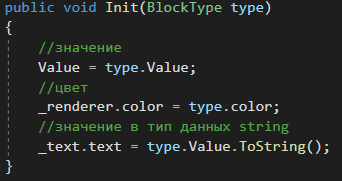 public void Init(BlockType type)
{
//значение
Value = type.Value;
//цвет
_renderer.color = type.color;
//значение в тип данных string
_text.text = type.Value.ToString();
}